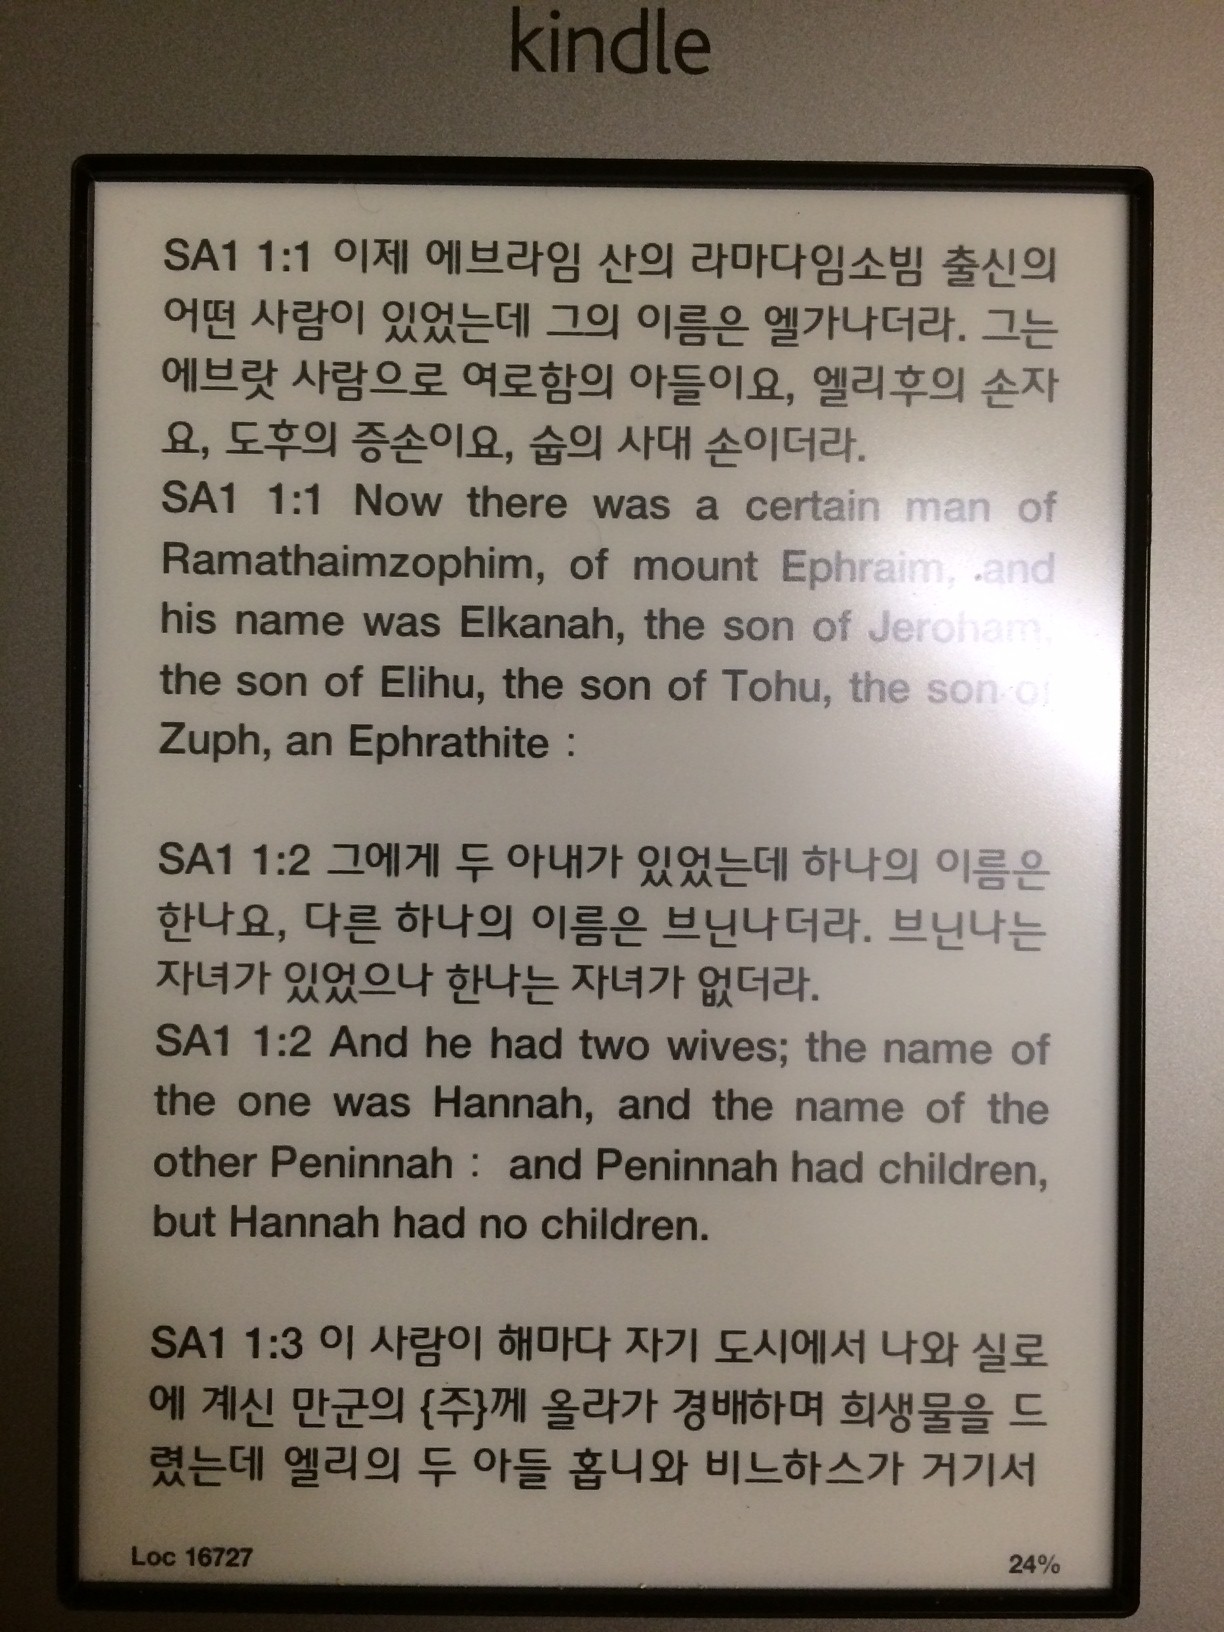 kindle
SA1 1:1 이제 에브라임 산의 라마다임소빔 출신의
어떤 사람이 있었는데 그의 이름은 엘가나더라. 그는
에브랏 사람으로 여로함의 아들이요, 엘리후의 손자
요, 도후의 증손이요, 숩의 사대 손이더라.
SA1 1:1 Now there was a certain man of
Ramathaimzophim, of mount Ephraim, and
his name was Elkanah, the son of Jeroham,
the son of Elihu, the son of Tohu, the son of
Zuph, an Ephrathite :
SA1 1:2 그에게 두 아내가 있었는데 하나의 이름은
한나요, 다른 하나의 이름은 브닌나더라. 브닌나는
자녀가 있었으나 한나는 자녀가 없더라.
SA1 1:2 And he had two wives; the name of
the one was Hannah, and the name of the
other Peninnah : and Peninnah had children,
but Hannah had no children.
SA1 1:3 이 사람이 해마다 자기 도시에서 나와 실로
에 계신 만군의 {주}께 올라가 경배하며 희생물을 드
렸는데 엘리의 두 아들 홉니와 비느하스가 거기서
Loc 16727
24%